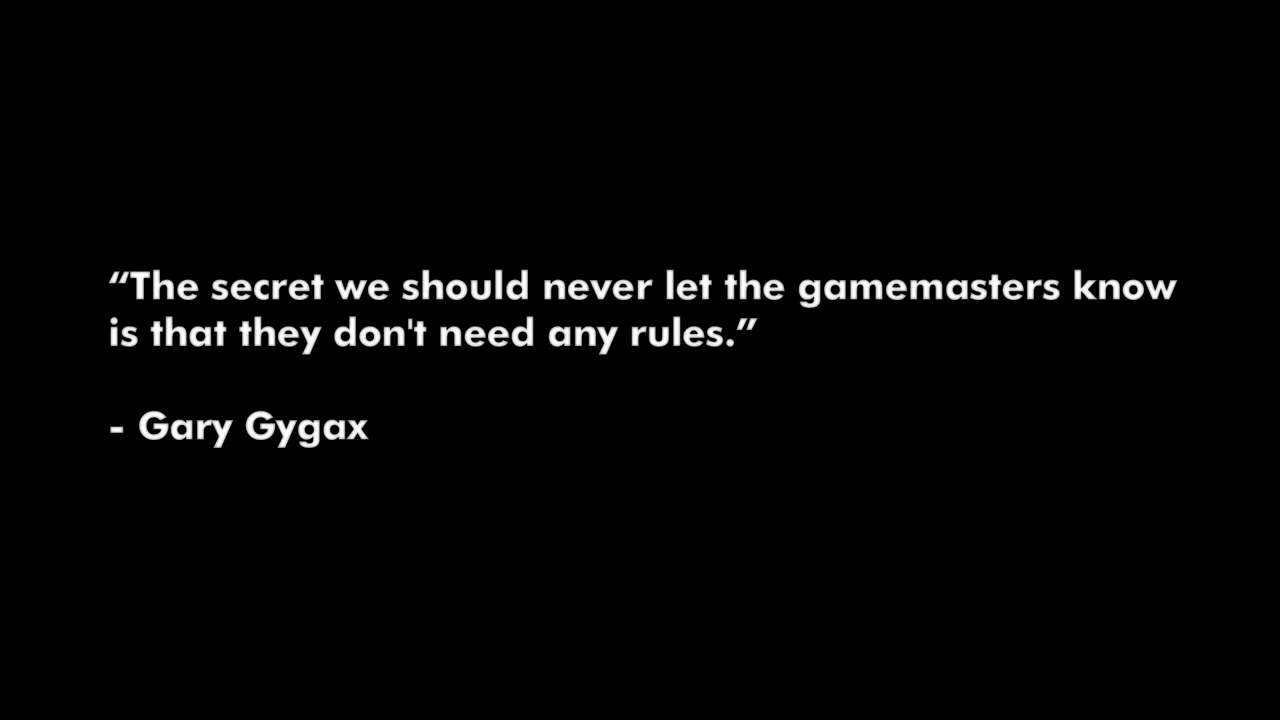 “The secret we should never let the gamemasters know
is that they don't need any rules.”
- Gary Gygax